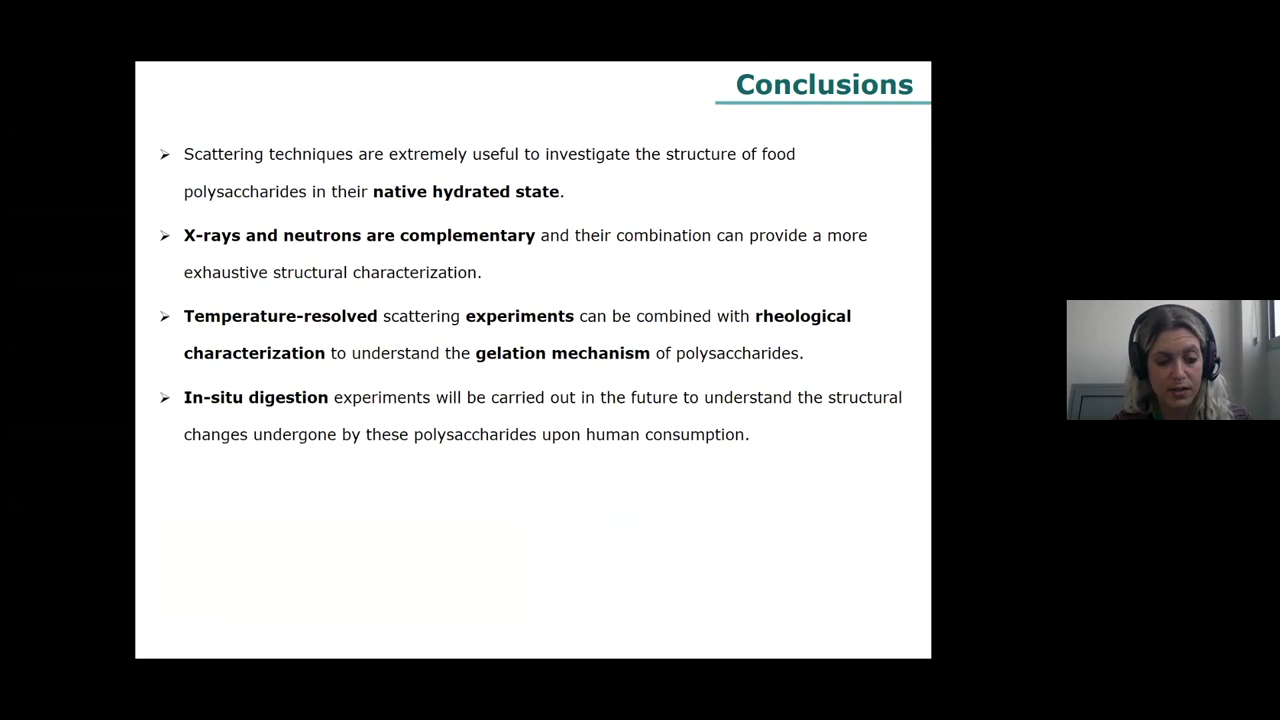 Conclusions
➢ Scattering techniques are extremely useful to investigate the structure of food
polysaccharides in their native hydrated state.
➢ X-rays and neutrons are complementary and their combination can provide a more
exhaustive structural characterization.
➢ Temperature-resolved scattering experiments can be combined with rheological
characterization to understand the gelation mechanism of polysaccharides.
➢ In-situ digestion experiments will be carried out in the future to understand the structural
changes undergone by these polysaccharides upon human consumption.